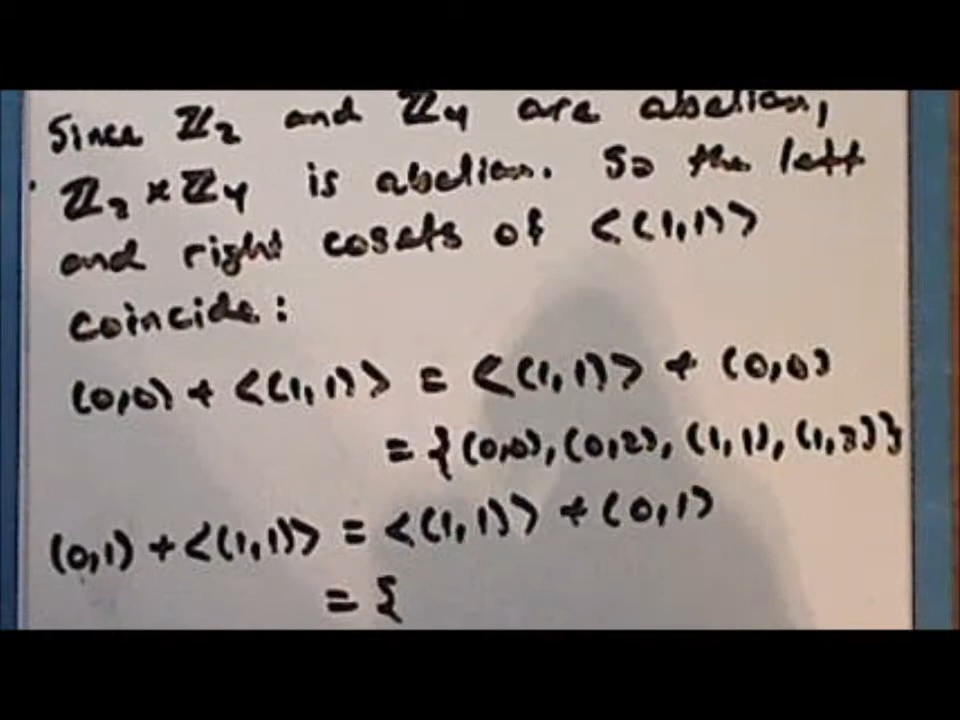 Since ℤ₂ and ℤ₄ are abelian,
ℤ₂ × ℤ₄ is abelian. So the left
and right cosets of <(1,1)>
coincide:
(0,0) + <(1,1)> = <(1,1)> + (0,0)
= {(0,0), (0,2), (1,1), (1,3)}
(0,1) + <(1,1)> = <(1,1)> + (0,1)
= {